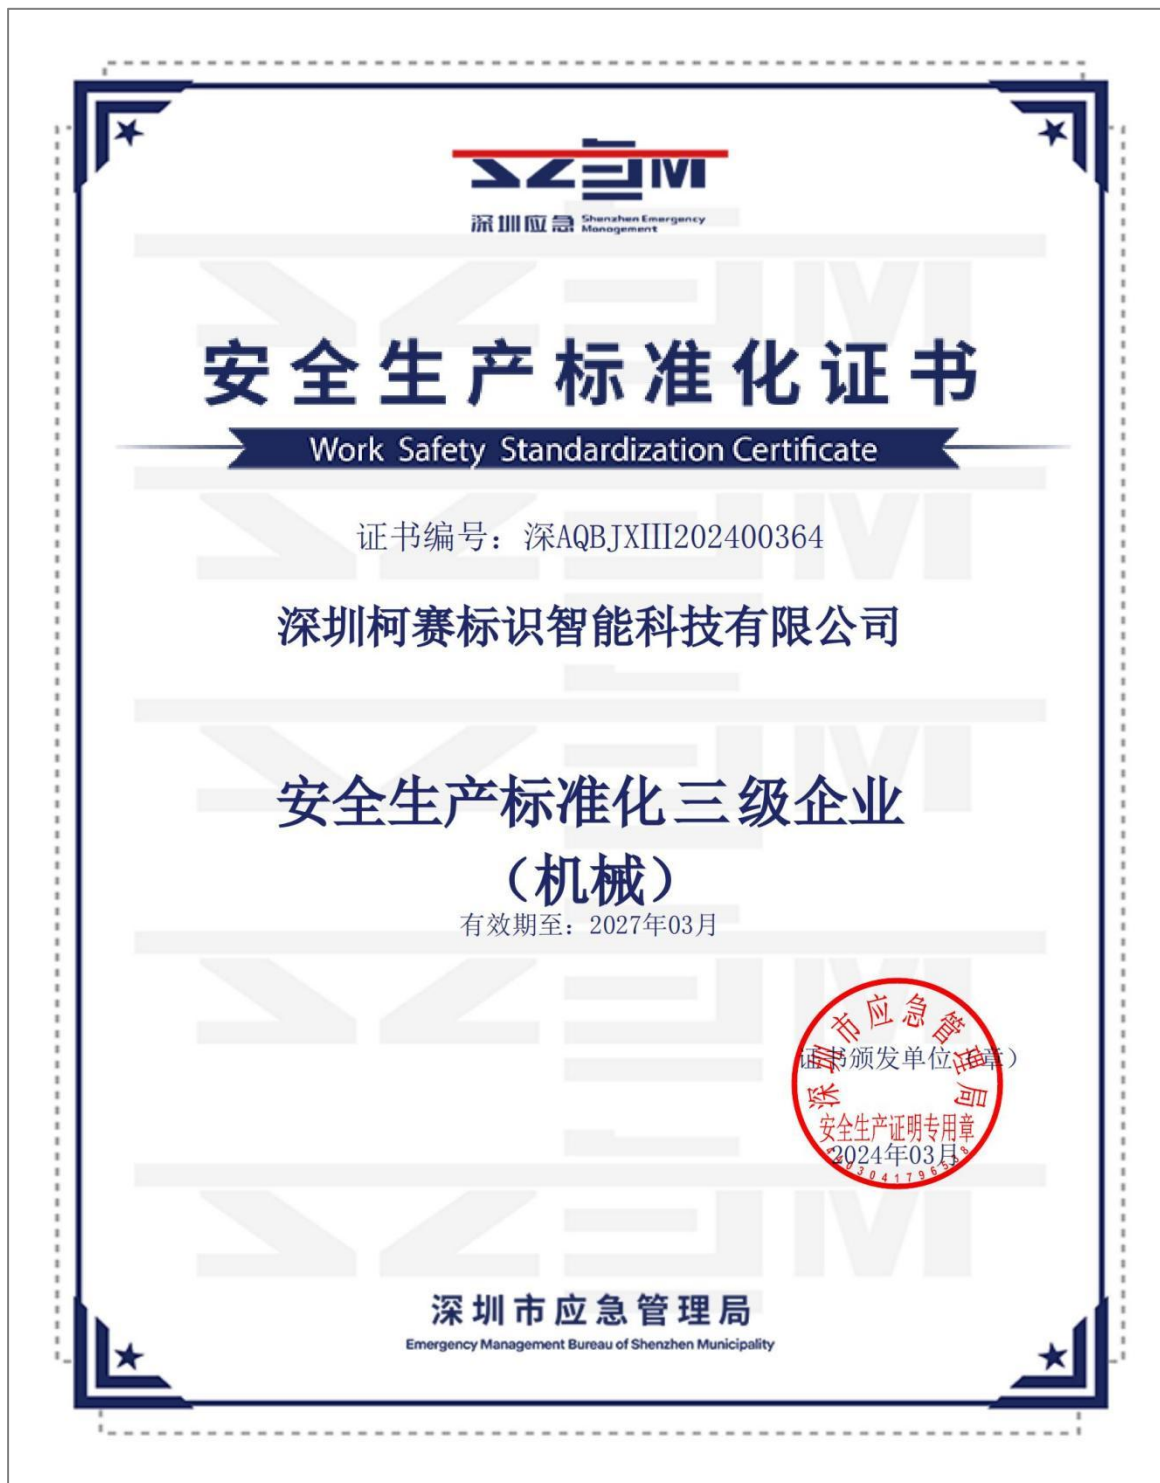 SZEM
深圳应急 Shenzhen Emergency
Management
安全生产标准化证书
Work Safety Standardization Certificate
证书编号：深AQBJXIII202400364
深圳柯赛标识智能科技有限公司
安全生产标准化三级企业
（机械）
有效期至：2027年03月
深圳市应急管理局
证书颁发单位（章）
安全生产证明专用章
2024年03月
深圳市应急管理局
Emergency Management Bureau of Shenzhen Municipality